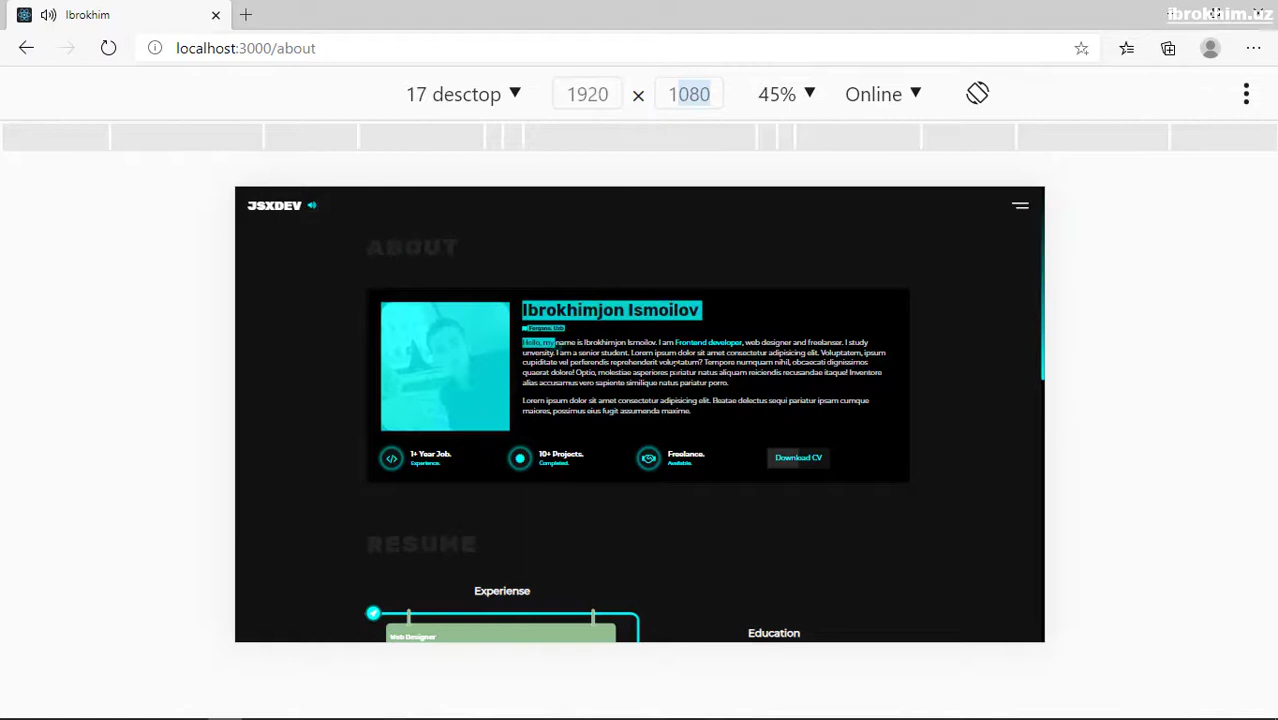 Ibrokhim
ibrokhim.uz
localhost:3000/about
17 desctop
1920
×
1080
45%
Online
JSXDEV
ABOUT
Ibrokhimjon Ismoilov
Fergana, Uzb
Hello, my name is Ibrokhimjon Ismoilov. I am Frontend developer, web designer and freelanser. I study
unversity. I am a senior student. Lorem ipsum dolor sit amet consectetur adipisicing elit. Voluptatem, ipsum
cupiditate vel perferendis reprehenderit voluptatum? Tempore numquam nihil, obcaecati dignissimos
quaerat dolore! Optio, molestiae asperiores pariatur natus aliquam reiciendis recusandae itaque! Inventore
alias accusamus vero sapiente similique natus pariatur porro.
Lorem ipsum dolor sit amet consectetur adipisicing elit. Beatae delectus sequi pariatur ipsam cumque
maiores, possimus eius fugit assumenda maxime.
1+ Year Job.
Experience.
10+ Projects.
Completed.
Freelance.
Available.
Download CV
RESUME
Experiense
Web Designer
Education